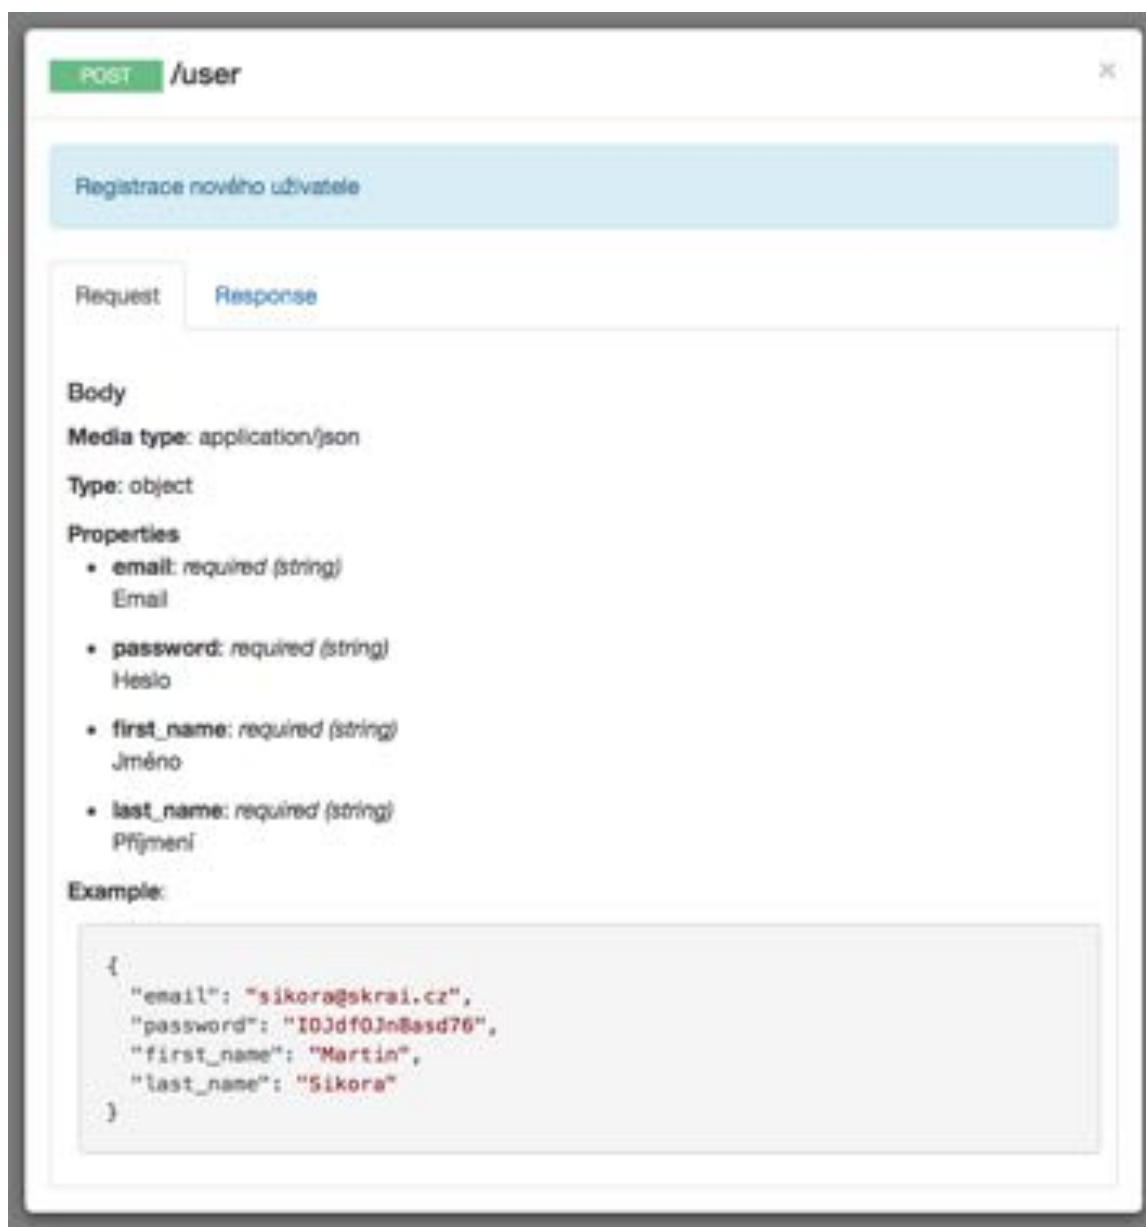 POST /user ×
Registrace nového uživatele
Request Response
Body
Media type: application/json
Type: object
Properties
• email: required (string)
Email
• password: required (string)
Heslo
• first_name: required (string)
Jméno
• last_name: required (string)
Příjmení
Example:
{
"email": "sikora@skrai.cz",
"password":
"first_name": "Martin",
"last_name": "Sikora"
}